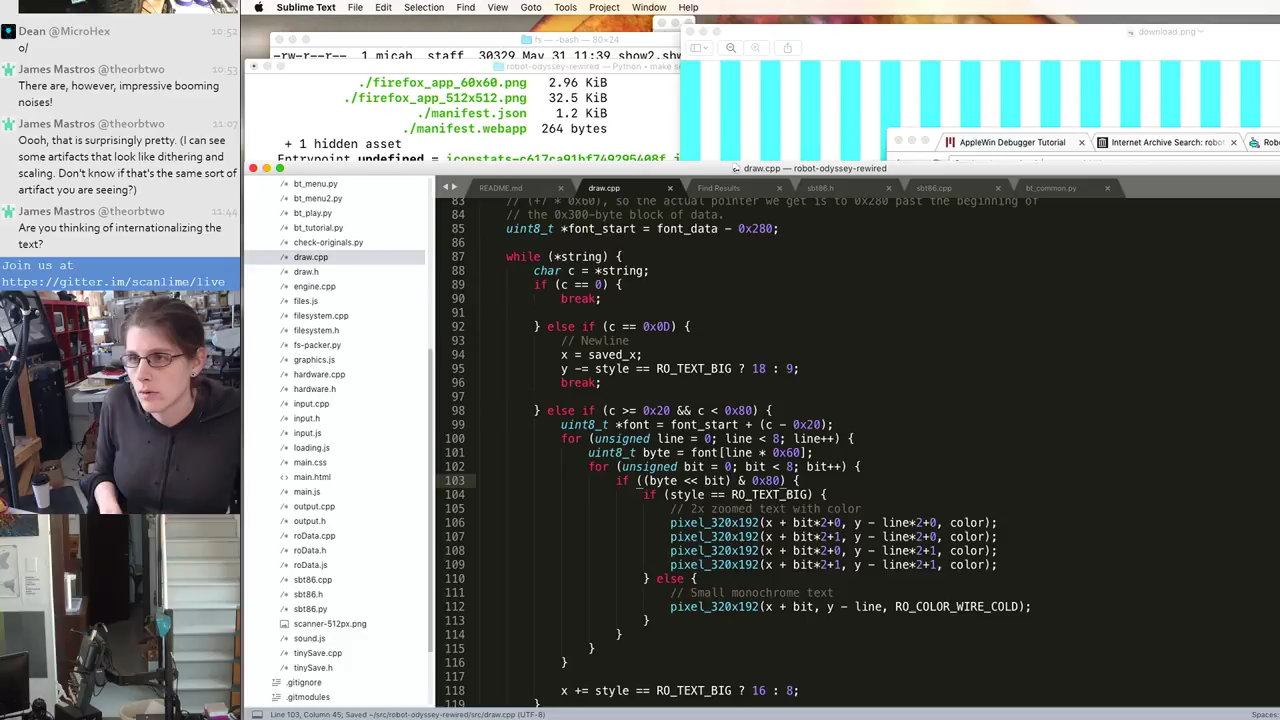 Dean @MicroHex 10:52
o/
James Mastros @theorbtwo 10:53
There are, however, impressive booming
noises!
James Mastros @theorbtwo 11:07
Oooh, that is surprisingly pretty. (I can see
some artifacts that look like dithering and
scaling. Don't know if that's the same sort of
artifact you are seeing?)
James Mastros @theorbtwo 11:44
Are you thinking of internationalizing the
text?
Join us at
https://gitter.im/scanlime/live
Sublime Text File Edit Selection Find View Goto Tools Project Window Help
fs — -bash — 80×24
-rw-r--r-- 1 micah staff 30329 May 31 11:39 show2.shw
download.png
robot-odyssey-rewired — Python • make s
./firefox_app_60x60.png 2.96 KiB
./firefox_app_512x512.png 32.5 KiB
./manifest.json 1.2 KiB
./manifest.webapp 264 bytes
+ 1 hidden asset
AppleWin Debugger Tutorial
Internet Archive Search: robot
draw.cpp — robot-odyssey-rewired
README.md
draw.cpp
Find Results
sbt86.h
sbt86.cpp
bt_common.py
bt_menu.py
bt_menu2.py
bt_play.py
bt_tutorial.py
check-originals.py
draw.cpp
draw.h
engine.cpp
files.js
filesystem.cpp
filesystem.h
fs-packer.py
graphics.js
hardware.cpp
hardware.h
input.cpp
input.h
input.js
loading.js
main.css
main.html
main.js
output.cpp
output.h
roData.cpp
roData.h
roData.js
sbt86.cpp
sbt86.h
sbt86.py
scanner-512px.png
sound.js
tinySave.cpp
tinySave.h
.gitignore
.gitmodules
83 // (+7 * 0x60), so the actual pointer we get is to 0x280 past the beginning of
84 // the 0x300-byte block of data.
85 uint8_t *font_start = font_data - 0x280;
86
87 while (*string) {
88 char c = *string;
89 if (c == 0) {
90 break;
91
92 } else if (c == 0x0D) {
93 // Newline
94 x = saved_x;
95 y -= style == RO_TEXT_BIG ? 18 : 9;
96 break;
97
98 } else if (c >= 0x20 && c < 0x80) {
99 uint8_t *font = font_start + (c - 0x20);
100 for (unsigned line = 0; line < 8; line++) {
101 uint8_t byte = font[line * 0x60];
102 for (unsigned bit = 0; bit < 8; bit++) {
103 if ((byte << bit) & 0x80) {
104 if (style == RO_TEXT_BIG) {
105 // 2x zoomed text with color
106 pixel_320x192(x + bit*2+0, y - line*2+0, color);
107 pixel_320x192(x + bit*2+1, y - line*2+0, color);
108 pixel_320x192(x + bit*2+0, y - line*2+1, color);
109 pixel_320x192(x + bit*2+1, y - line*2+1, color);
110 } else {
111 // Small monochrome text
112 pixel_320x192(x + bit, y - line, RO_COLOR_WIRE_COLD);
113 }
114 }
115 }
116 }
117
118 x += style == RO_TEXT_BIG ? 16 : 8;
119 }
Line 103, Column 45; Saved ~/src/robot-odyssey-rewired/src/draw.cpp (UTF-8)
Spaces: